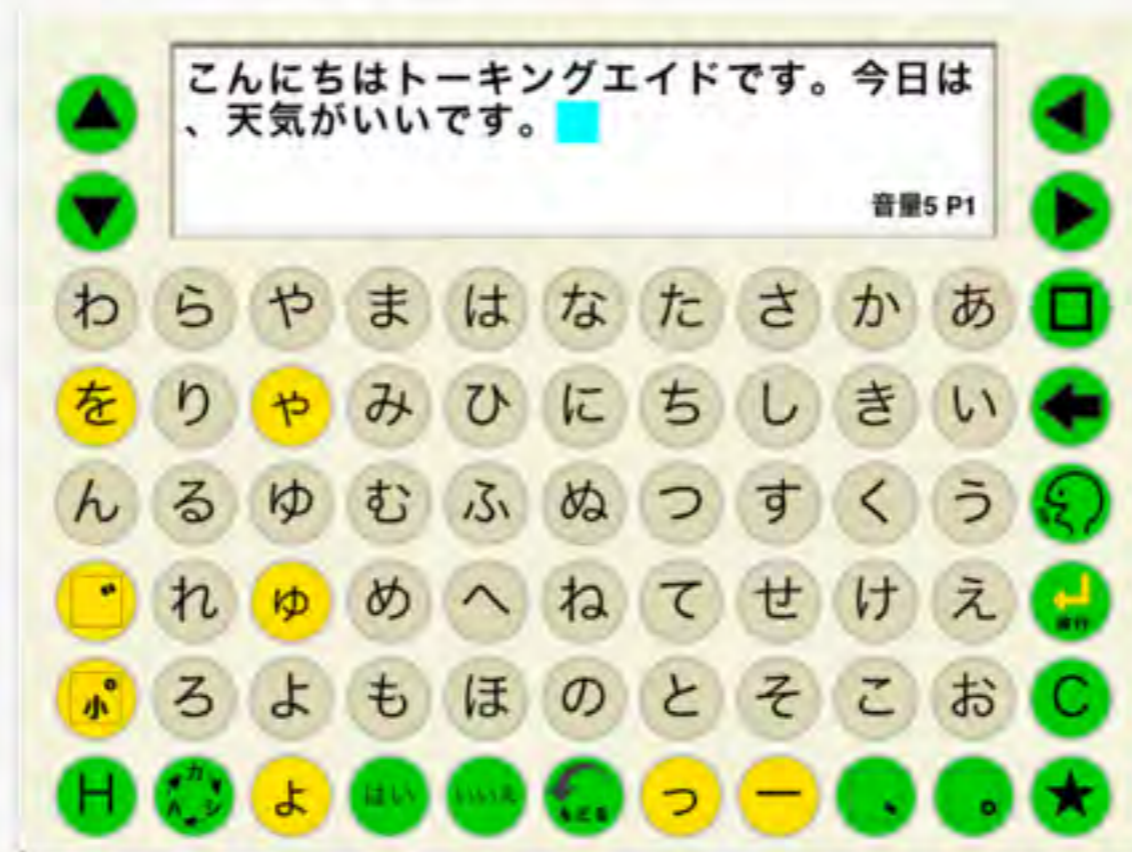 こんにちはトーキングエイドです。今日は
、天気がいいです。
音量5 P1
わ ら や ま は な た さ か あ
を り ゃ み ひ に ち し き い
ん る ゆ む ふ ぬ つ す く う
゛ れ ゅ め へ ね て せ け え
゜小 ろ よ も ほ の と そ こ お C
H カ シ ょ はい いいえ もどる っ ー 、 。